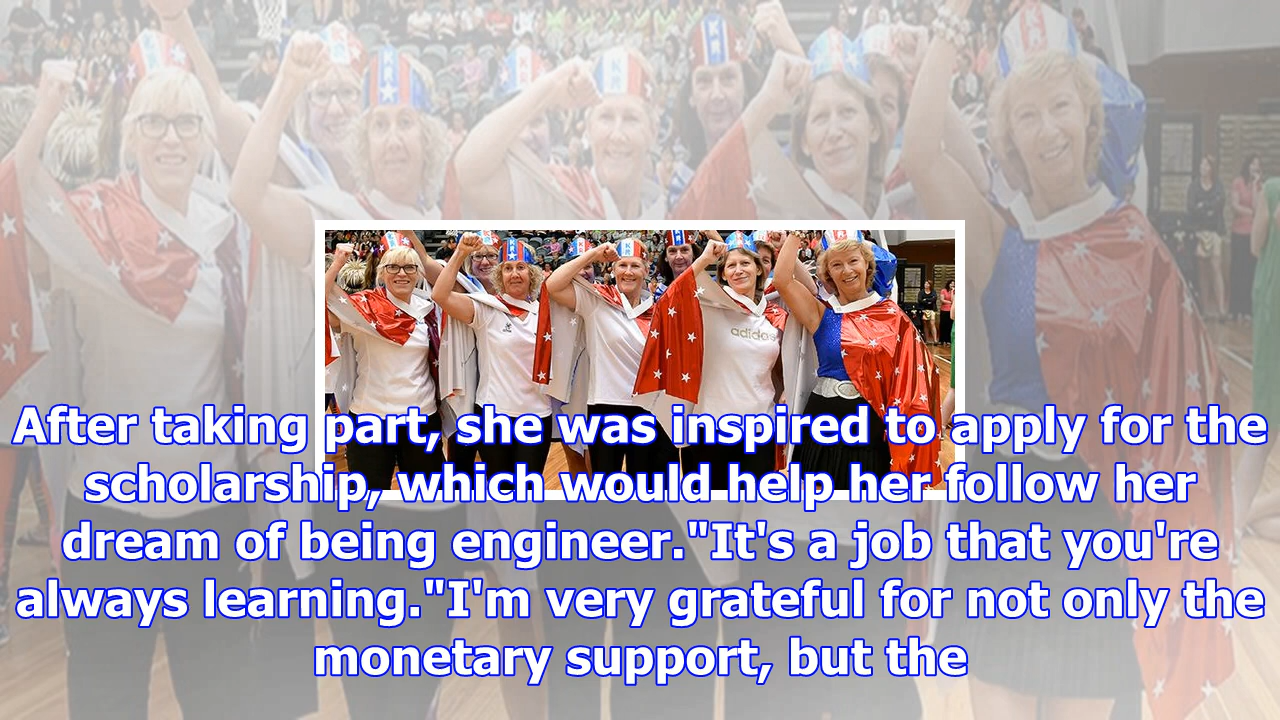 adidas
After taking part, she was inspired to apply for the
scholarship, which would help her follow her
dream of being engineer."It's a job that you're
always learning."I'm very grateful for not only the
monetary support, but the